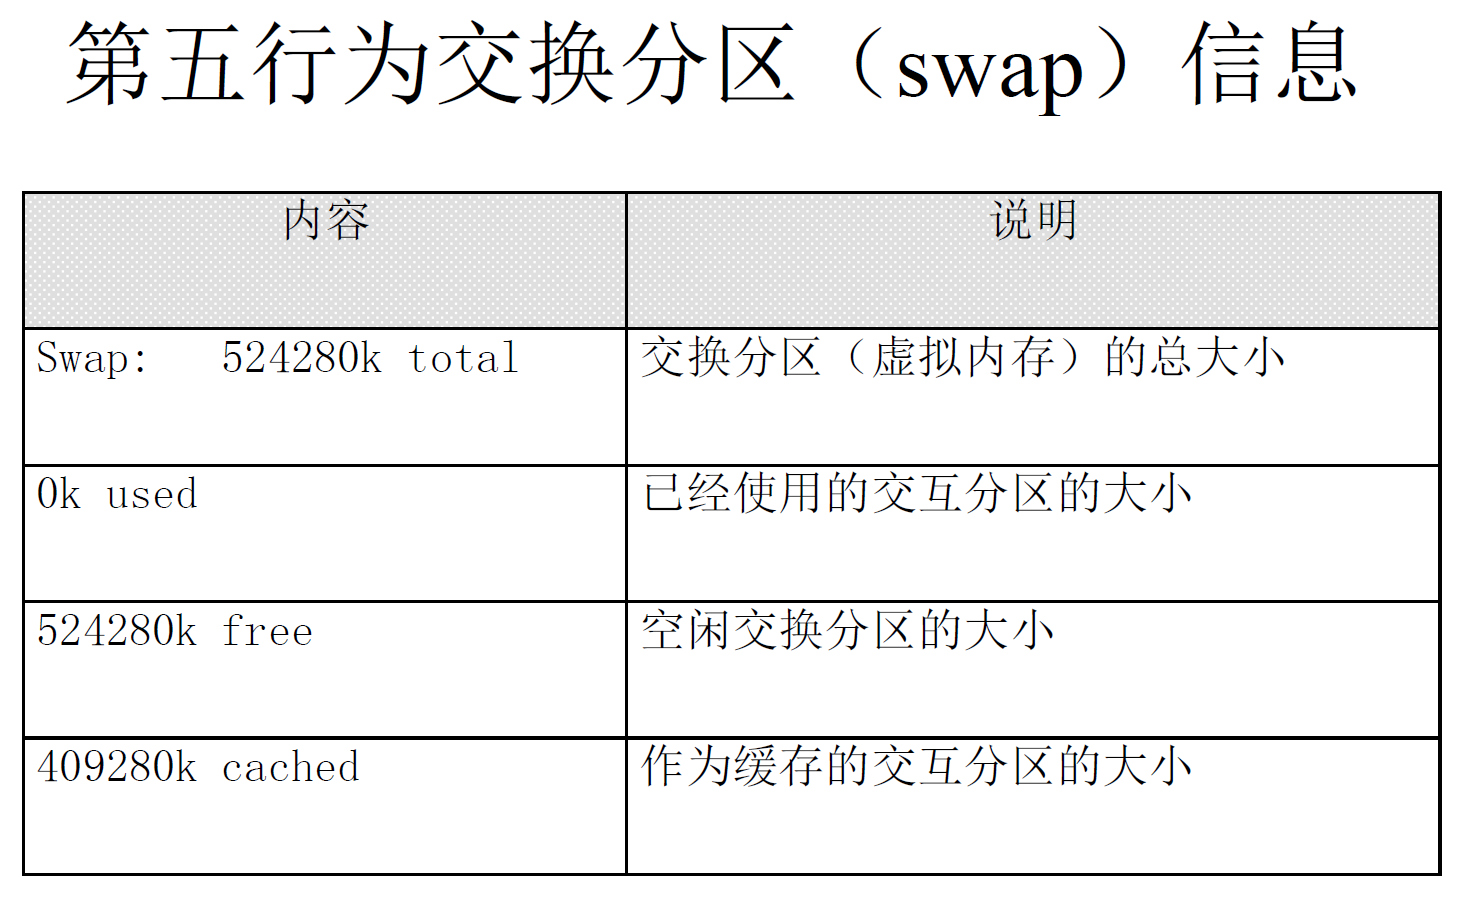 第五行为交换分区（swap）信息
内容 说明
Swap: 524280k total 交换分区（虚拟内存）的总大小
0k used 已经使用的交互分区的大小
524280k free 空闲交换分区的大小
409280k cached 作为缓存的交互分区的大小